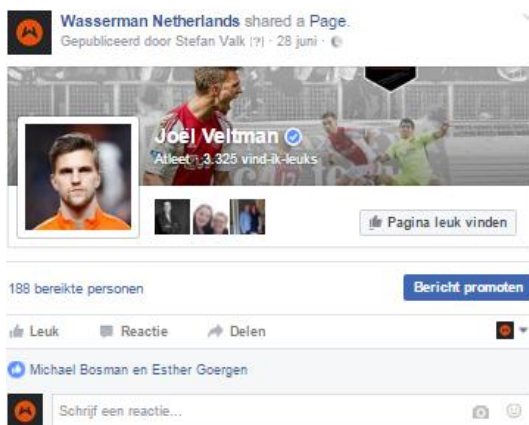 Wasserman Netherlands shared a Page.
Gepubliceerd door Stefan Valk [?] · 28 juni ·
Joël Veltman
Atleet · 3.325 vind-ik-leuks
Pagina leuk vinden
188 bereikte personen
Bericht promoten
Leuk Reactie Delen
Michael Bosman en Esther Goergen
Schrijf een reactie...